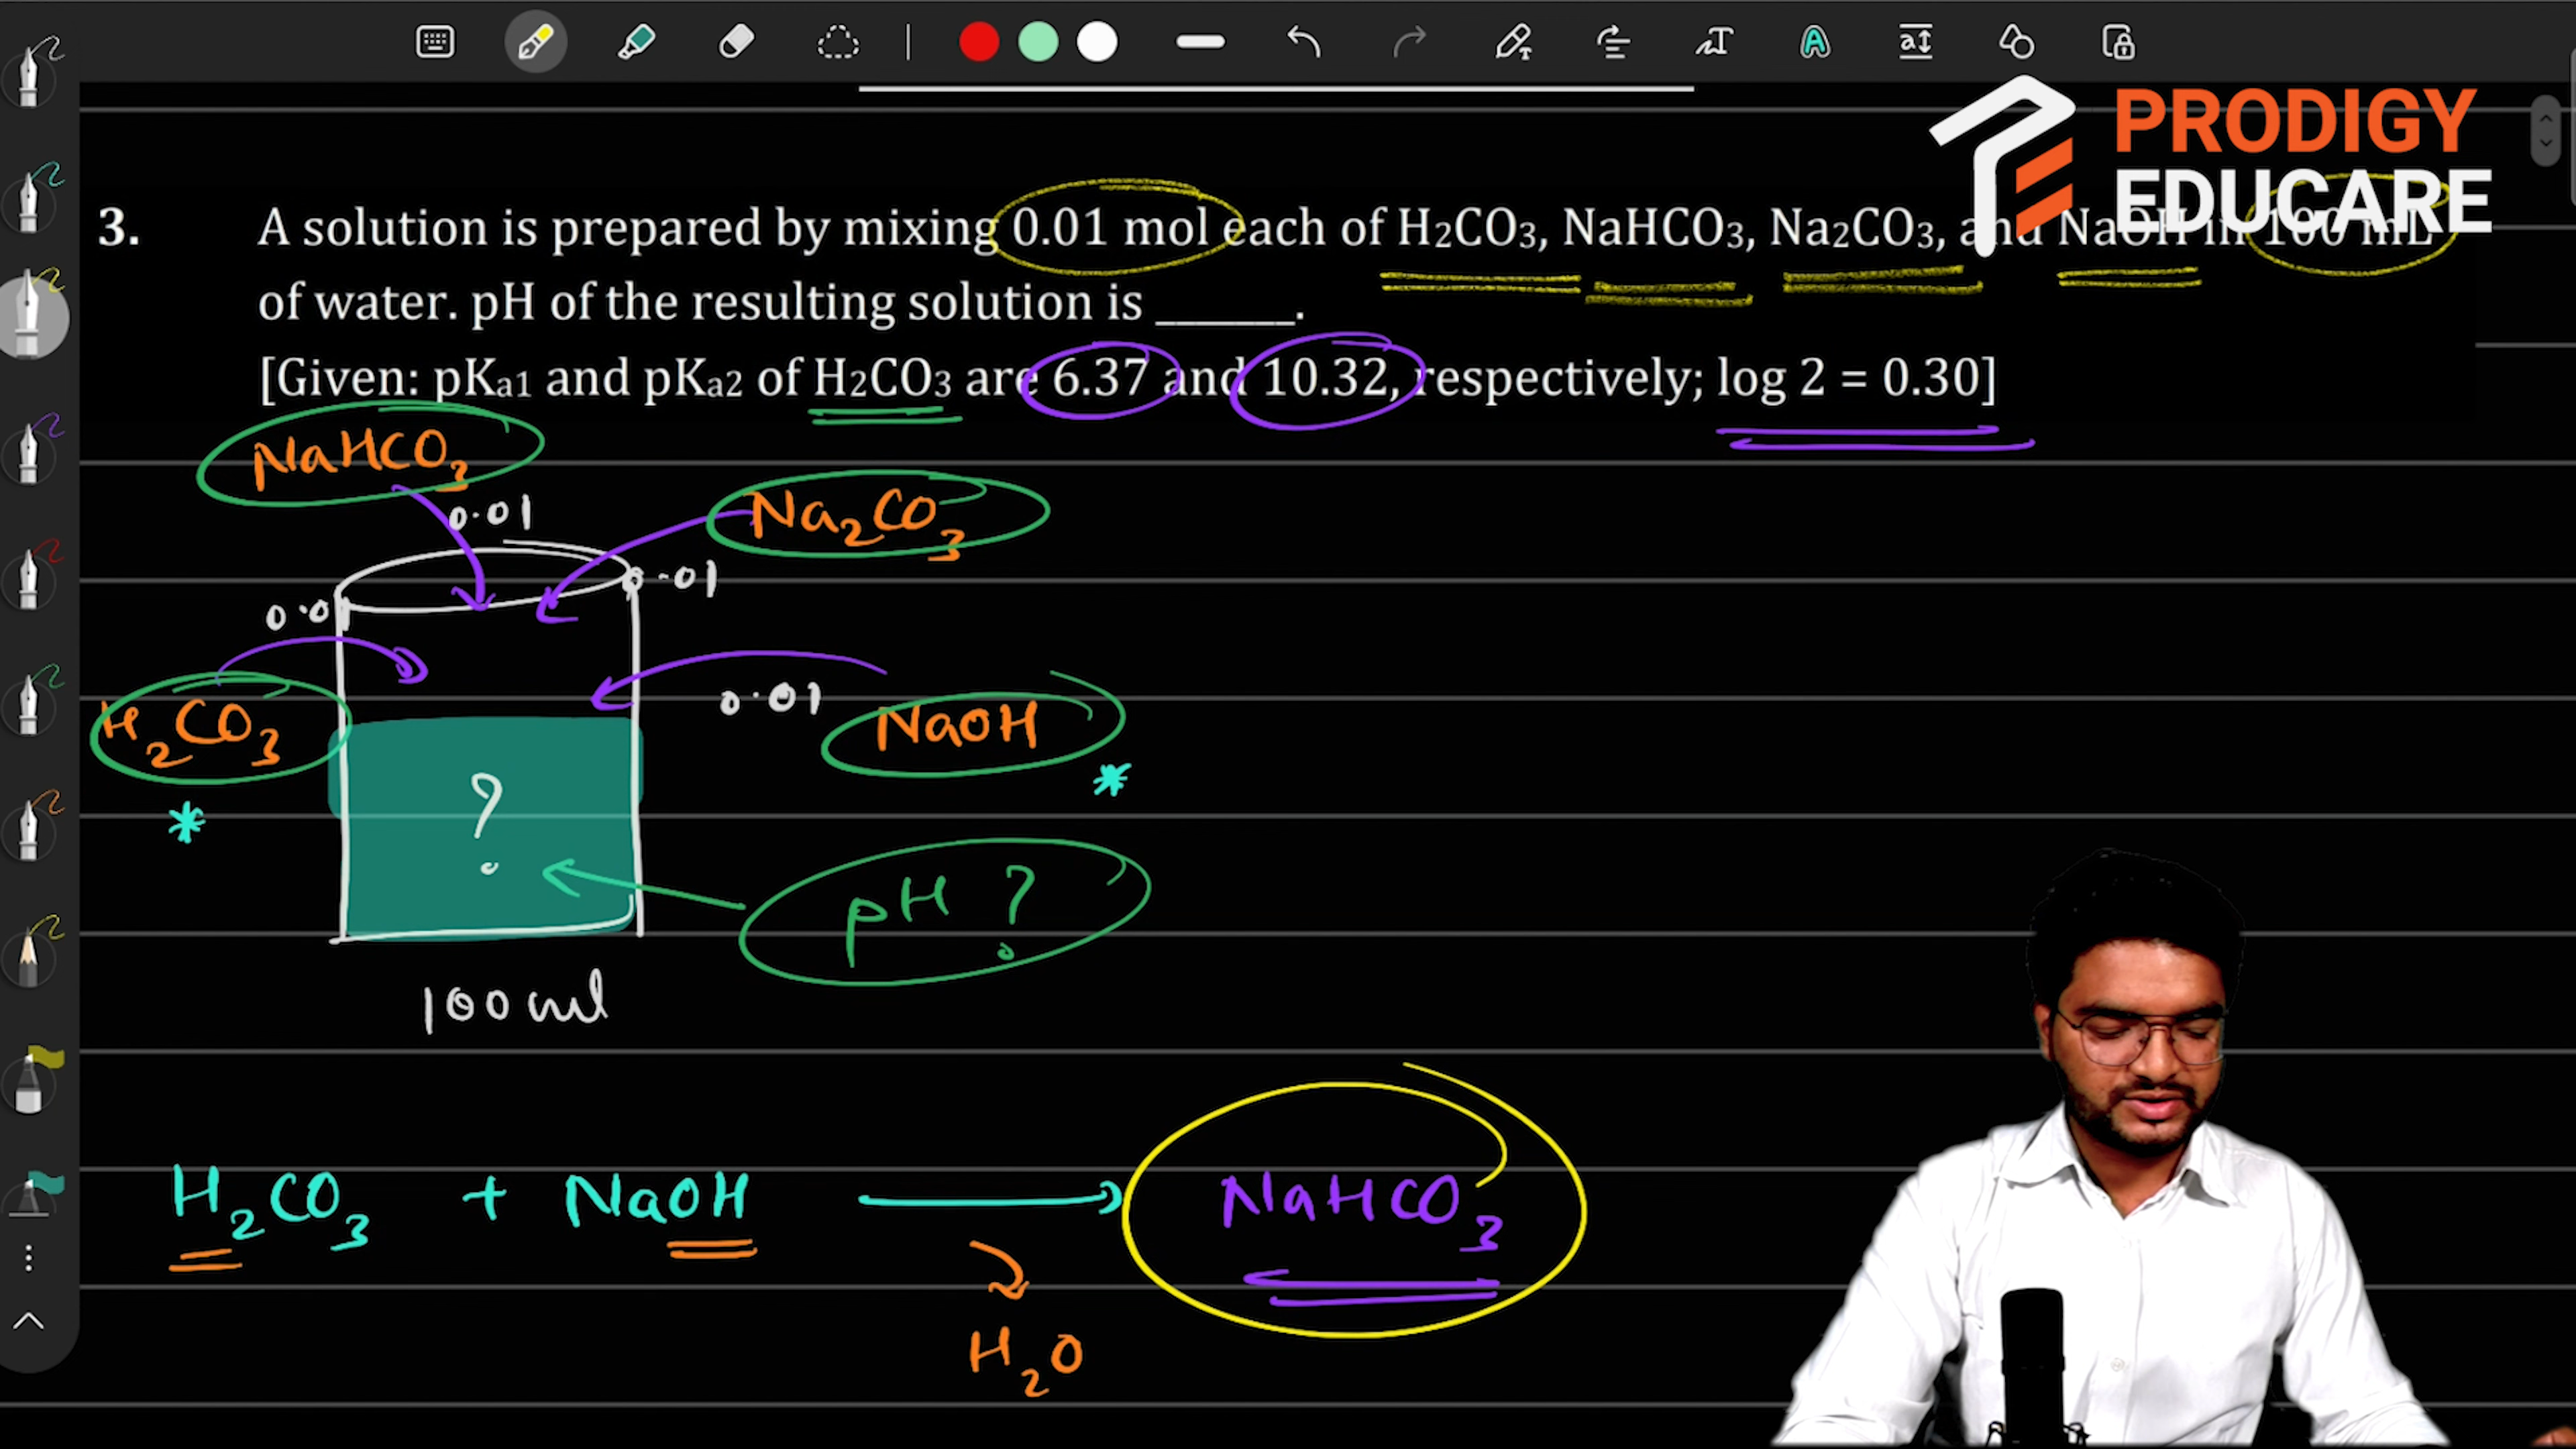 PRODIGY
EDUCARE
3. A solution is prepared by mixing 0.01 mol each of H₂CO₃, NaHCO₃, Na₂CO₃, and NaOH in 100 mL
of water. pH of the resulting solution is ______.
[Given: pKa1 and pKa2 of H₂CO₃ are 6.37 and 10.32, respectively; log 2 = 0.30]
NaHCO₃
0.01
Na₂CO₃
0.01
0.01
H₂CO₃
0.01
NaOH
*
*
?
pH ?
100 ml
H₂CO₃ + NaOH → NaHCO₃
H₂O